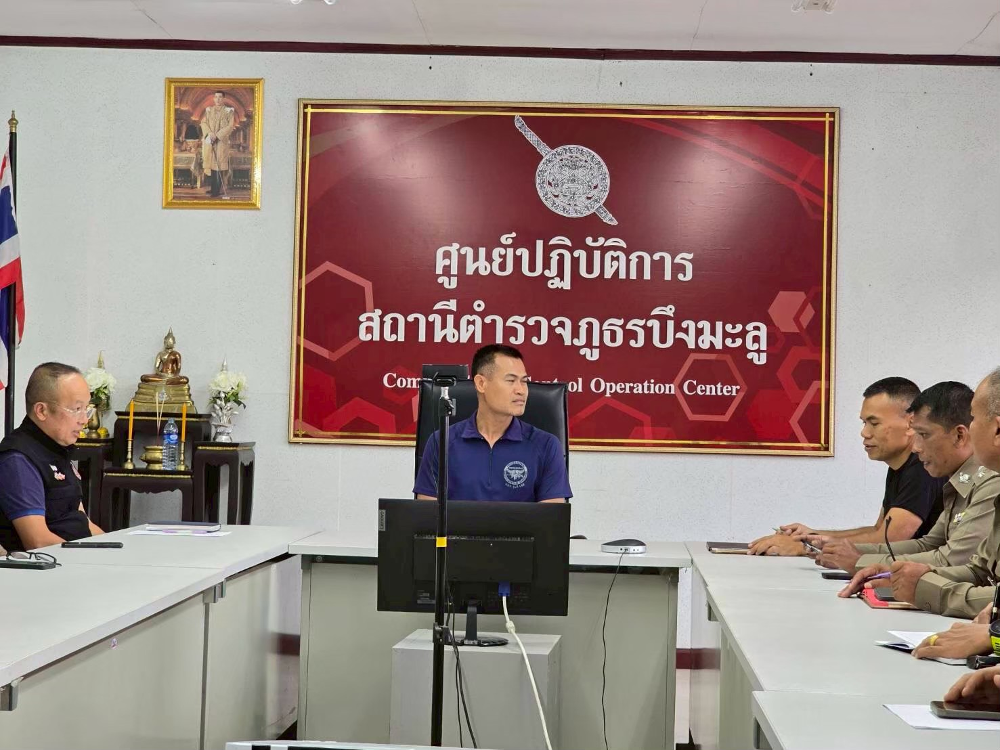 ศูนย์ปฏิบัติการ
สถานีตำรวจภูธรบึงมะลู
Operation Center
Lenovo